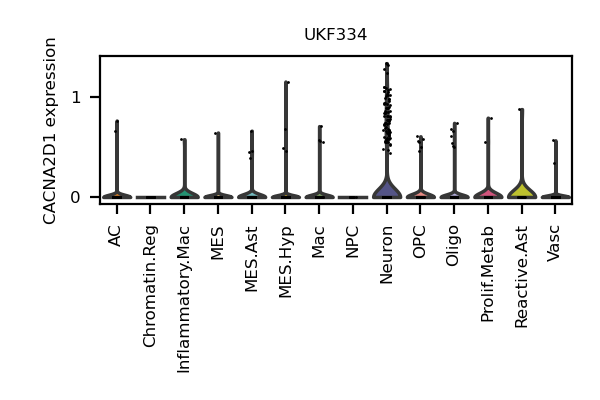 UKF334
CACNA2D1 expression
1
0
AC
Chromatin.Reg
Inflammatory.Mac
MES
MES.Ast
MES.Hyp
Mac
NPC
Neuron
OPC
Oligo
Prolif.Metab
Reactive.Ast
Vasc